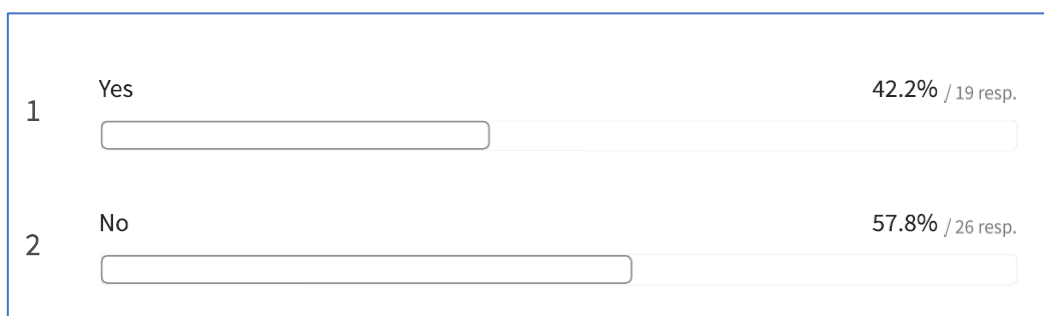 1
Yes 42.2% / 19 resp.
2
No 57.8% / 26 resp.